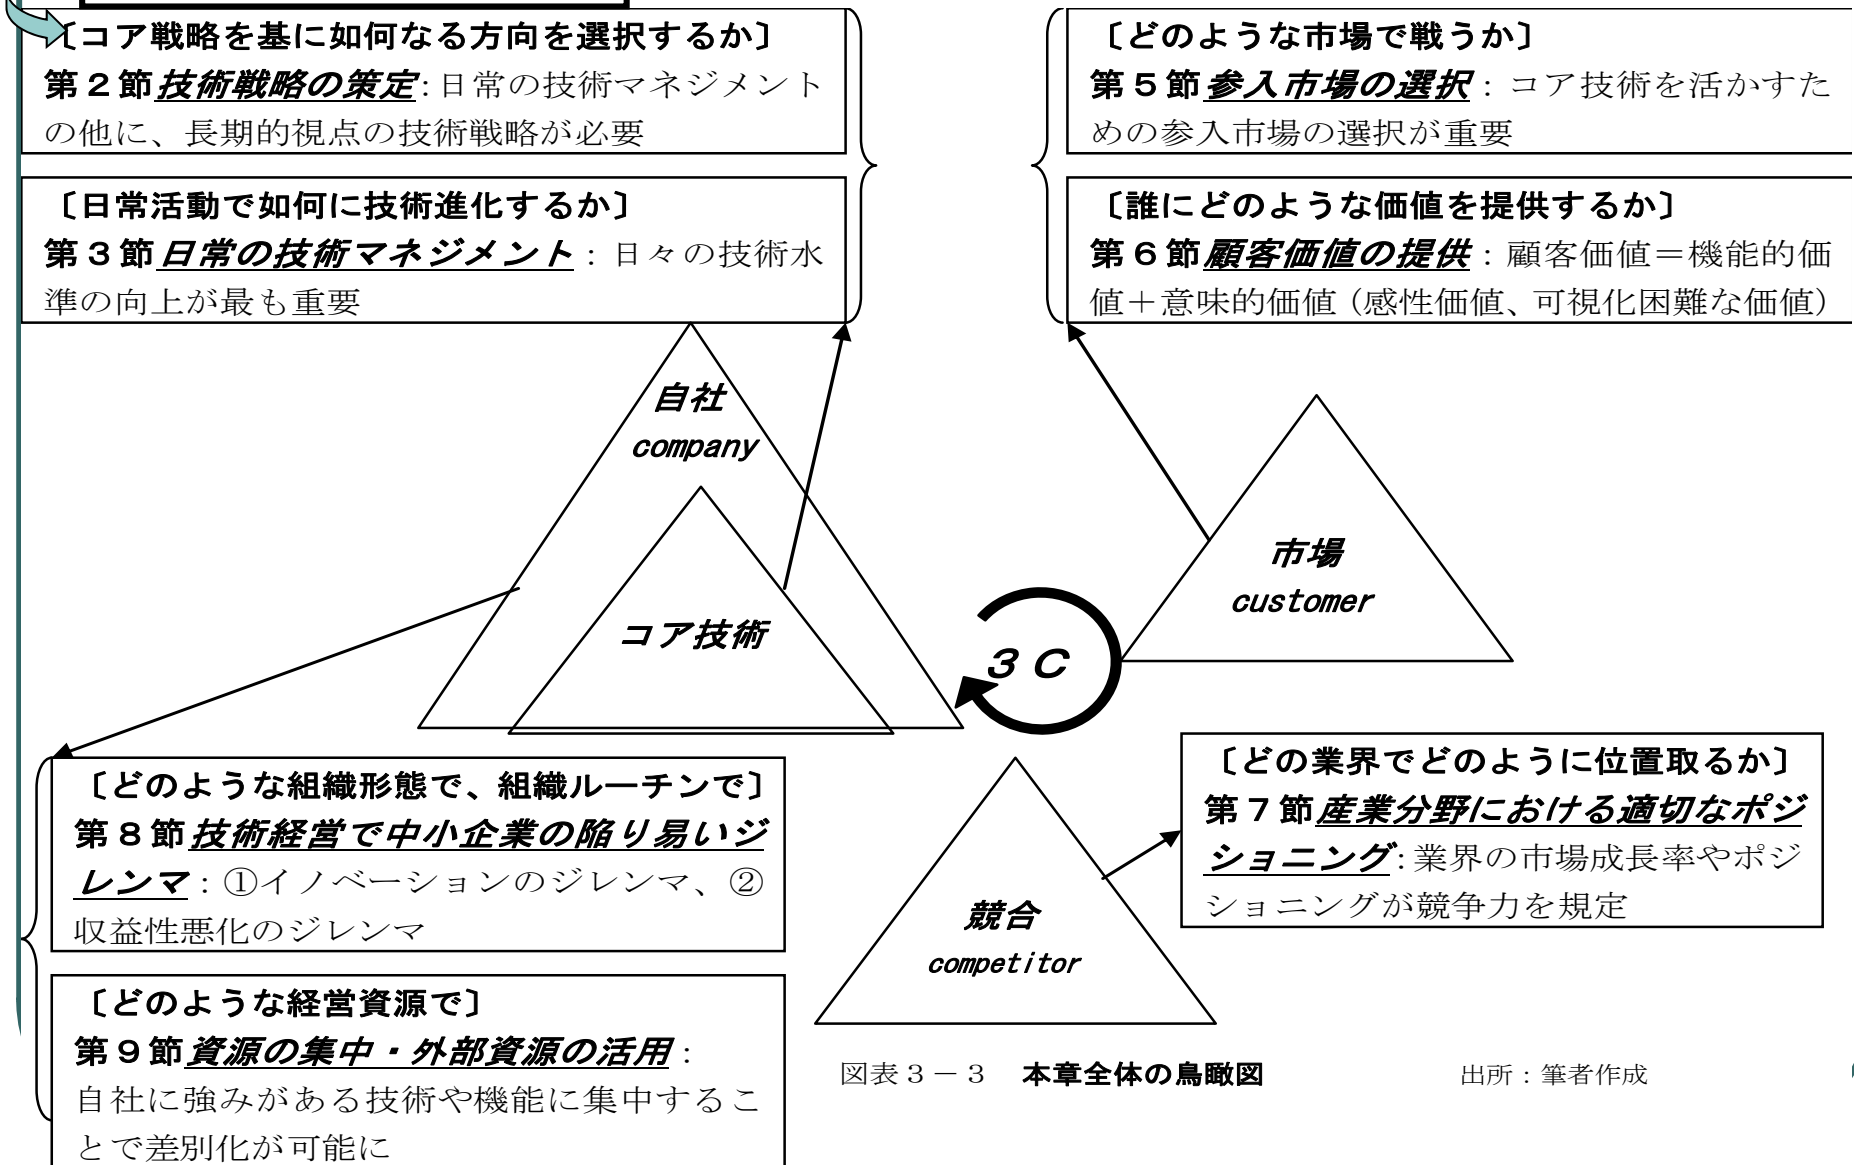 〔コア戦略を基に如何なる方向を選択するか〕
第２節技術戦略の策定：日常の技術マネジメント
の他に、長期的視点の技術戦略が必要
〔日常活動で如何に技術進化するか〕
第３節日常の技術マネジメント：日々の技術水
準の向上が最も重要
〔どのような市場で戦うか〕
第５節参入市場の選択：コア技術を活かすた
めの参入市場の選択が重要
〔誰にどのような価値を提供するか〕
第６節顧客価値の提供：顧客価値＝機能的価
値＋意味的価値（感性価値、可視化困難な価値）
自社
company
コア技術
３Ｃ
市場
customer
競合
competitor
〔どの業界でどのように位置取るか〕
第７節産業分野における適切なポジ
ショニング：業界の市場成長率やポジ
ショニングが競争力を規定
〔どのような組織形態で、組織ルーチンで〕
第８節技術経営で中小企業の陥り易いジ
レンマ：①イノベーションのジレンマ、②
収益性悪化のジレンマ
〔どのような経営資源で〕
第９節資源の集中・外部資源の活用：
自社に強みがある技術や機能に集中するこ
とで差別化が可能に
図表３－３　本章全体の鳥瞰図　出所：筆者作成